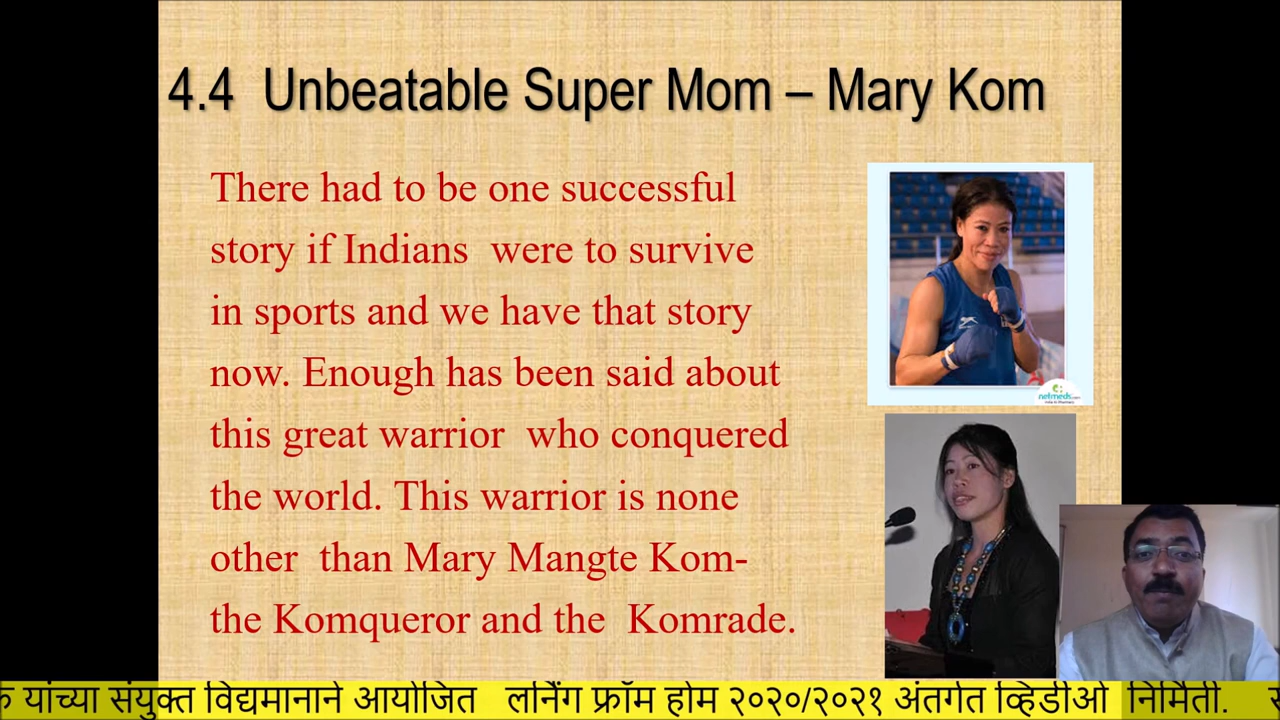 4.4 Unbeatable Super Mom – Mary Kom
There had to be one successful
story if Indians were to survive
in sports and we have that story
now. Enough has been said about
this great warrior who conquered
the world. This warrior is none
other than Mary Mangte Kom-
the Komqueror and the Komrade.
netmeds.com
यांच्या संयुक्त विद्यमानाने आयोजित लर्निंग फ्रॉम होम २०२०/२०२१ अंतर्गत व्हिडीओ निर्मिती.